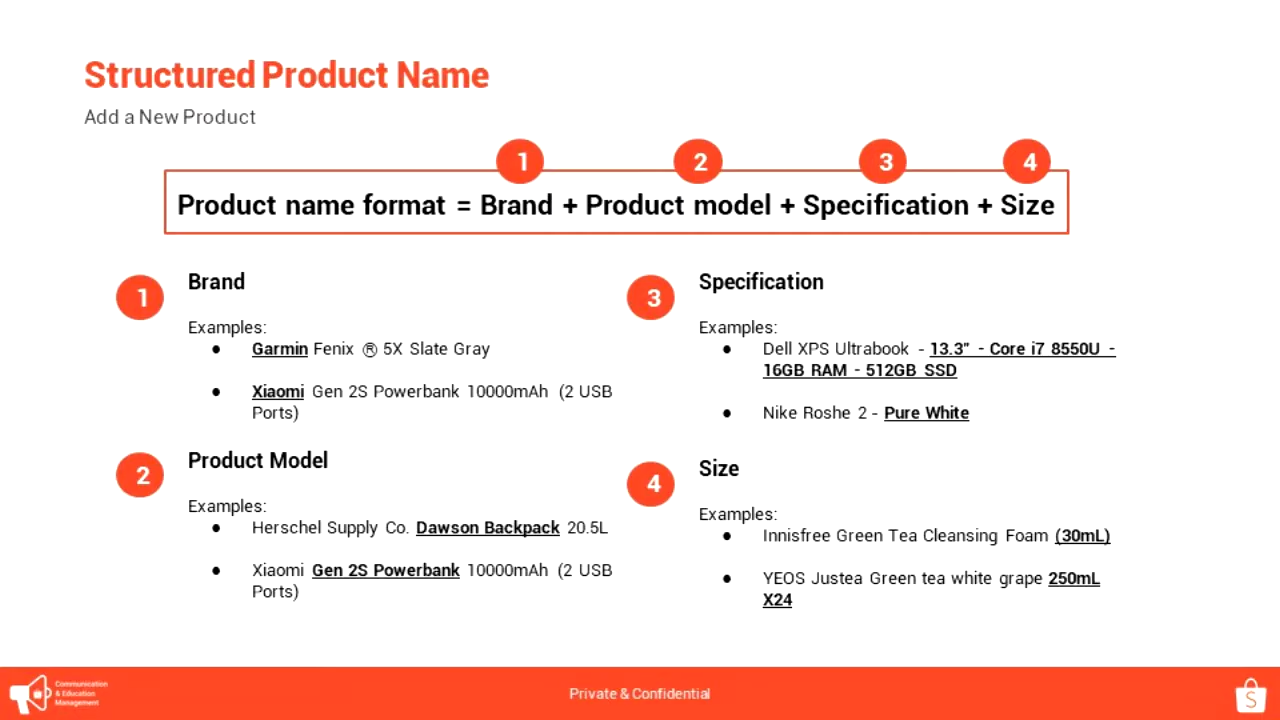 Structured Product Name
Add a New Product
1
2
3
4
Product name format = Brand + Product model + Specification + Size
1
Brand
Examples:
● Garmin Fenix ® 5X Slate Gray
● Xiaomi Gen 2S Powerbank 10000mAh (2 USB
Ports)
2
Product Model
Examples:
● Herschel Supply Co. Dawson Backpack 20.5L
● Xiaomi Gen 2S Powerbank 10000mAh (2 USB
Ports)
3
Specification
Examples:
● Dell XPS Ultrabook - 13.3" - Core i7 8550U -
16GB RAM - 512GB SSD
● Nike Roshe 2 - Pure White
4
Size
Examples:
● Innisfree Green Tea Cleansing Foam (30mL)
● YEOS Justea Green tea white grape 250mL
X24
Communication
& Education
Management
Private & Confidential
S